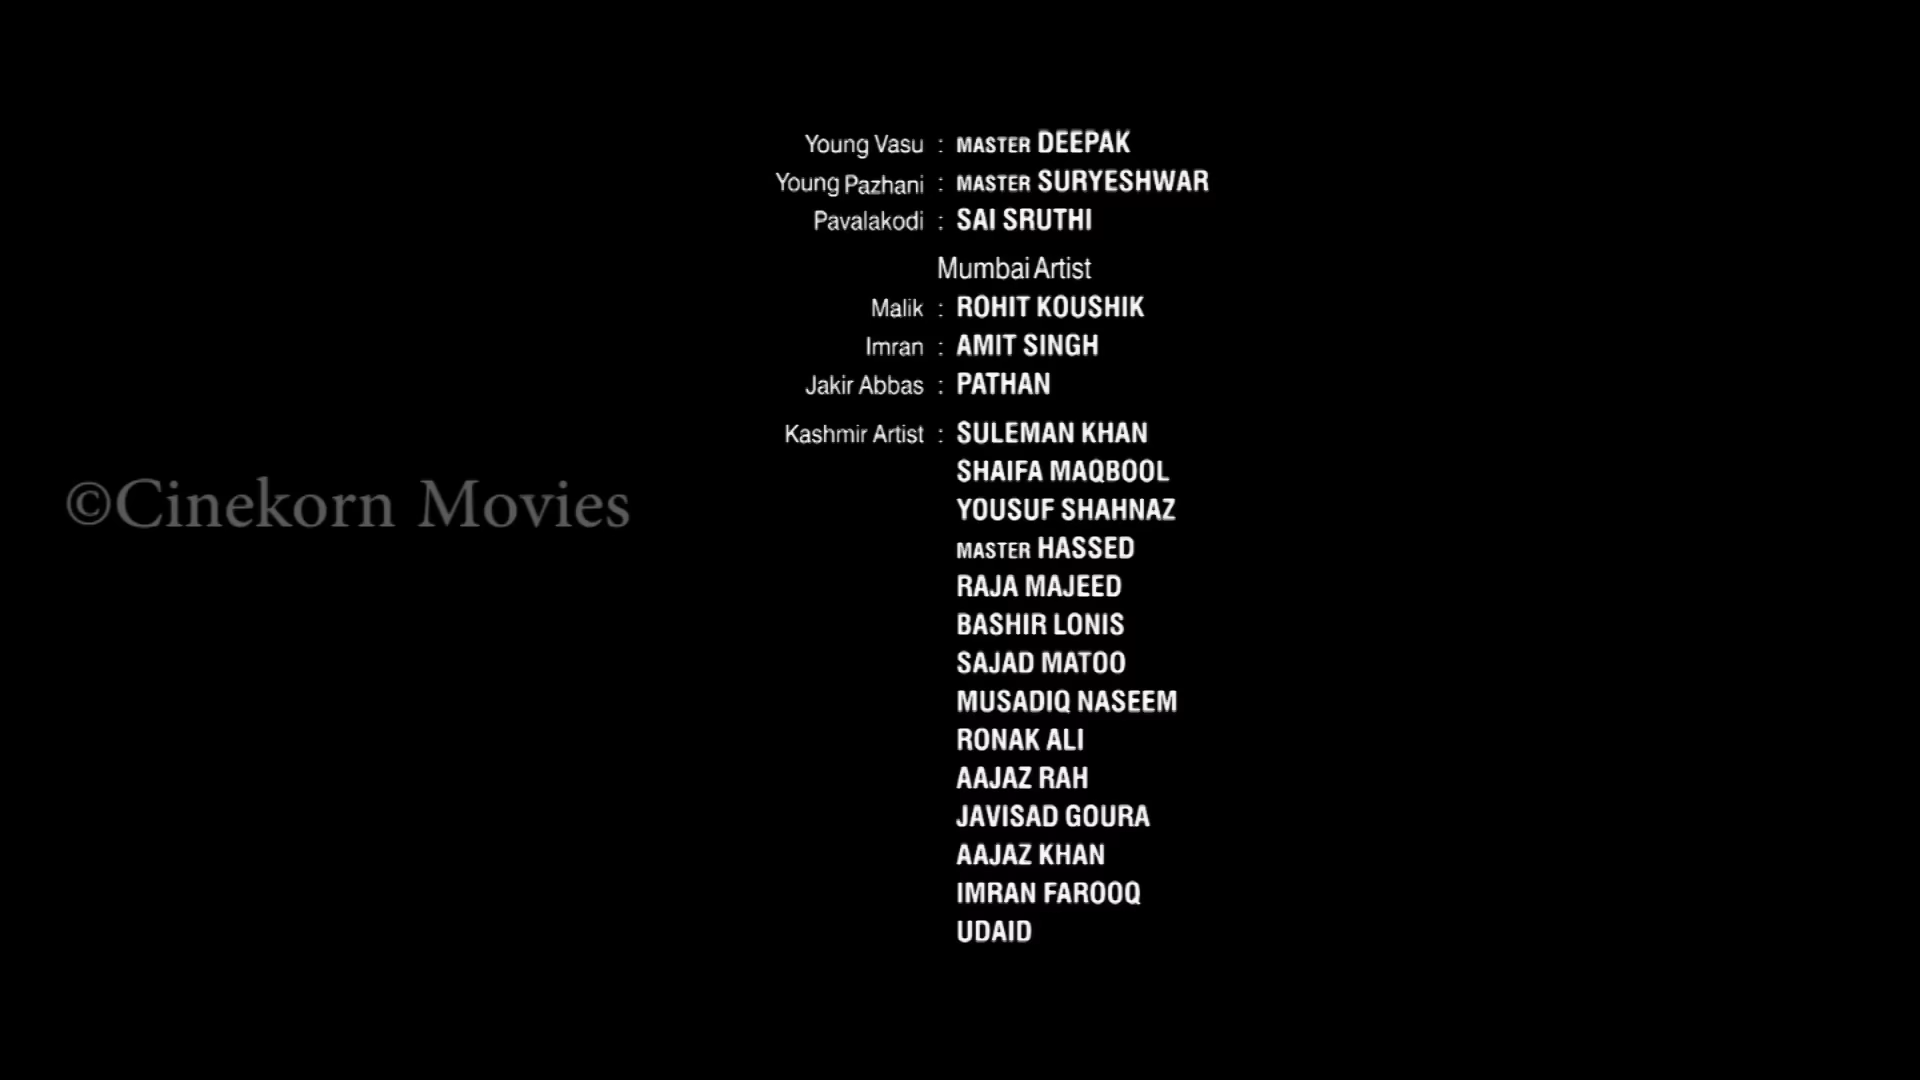 Young Vasu : MASTER DEEPAK
Young Pazhani : MASTER SURYESHWAR
Pavalakodi : SAI SRUTHI
Mumbai Artist
Malik : ROHIT KOUSHIK
Imran : AMIT SINGH
Jakir Abbas : PATHAN
Kashmir Artist : SULEMAN KHAN
SHAIFA MAQBOOL
©Cinekorn Movies
YOUSUF SHAHNAZ
MASTER HASSED
RAJA MAJEED
BASHIR LONIS
SAJAD MATOO
MUSADIQ NASEEM
RONAK ALI
AAJAZ RAH
JAVISAD GOURA
AAJAZ KHAN
IMRAN FAROOQ
UDAID